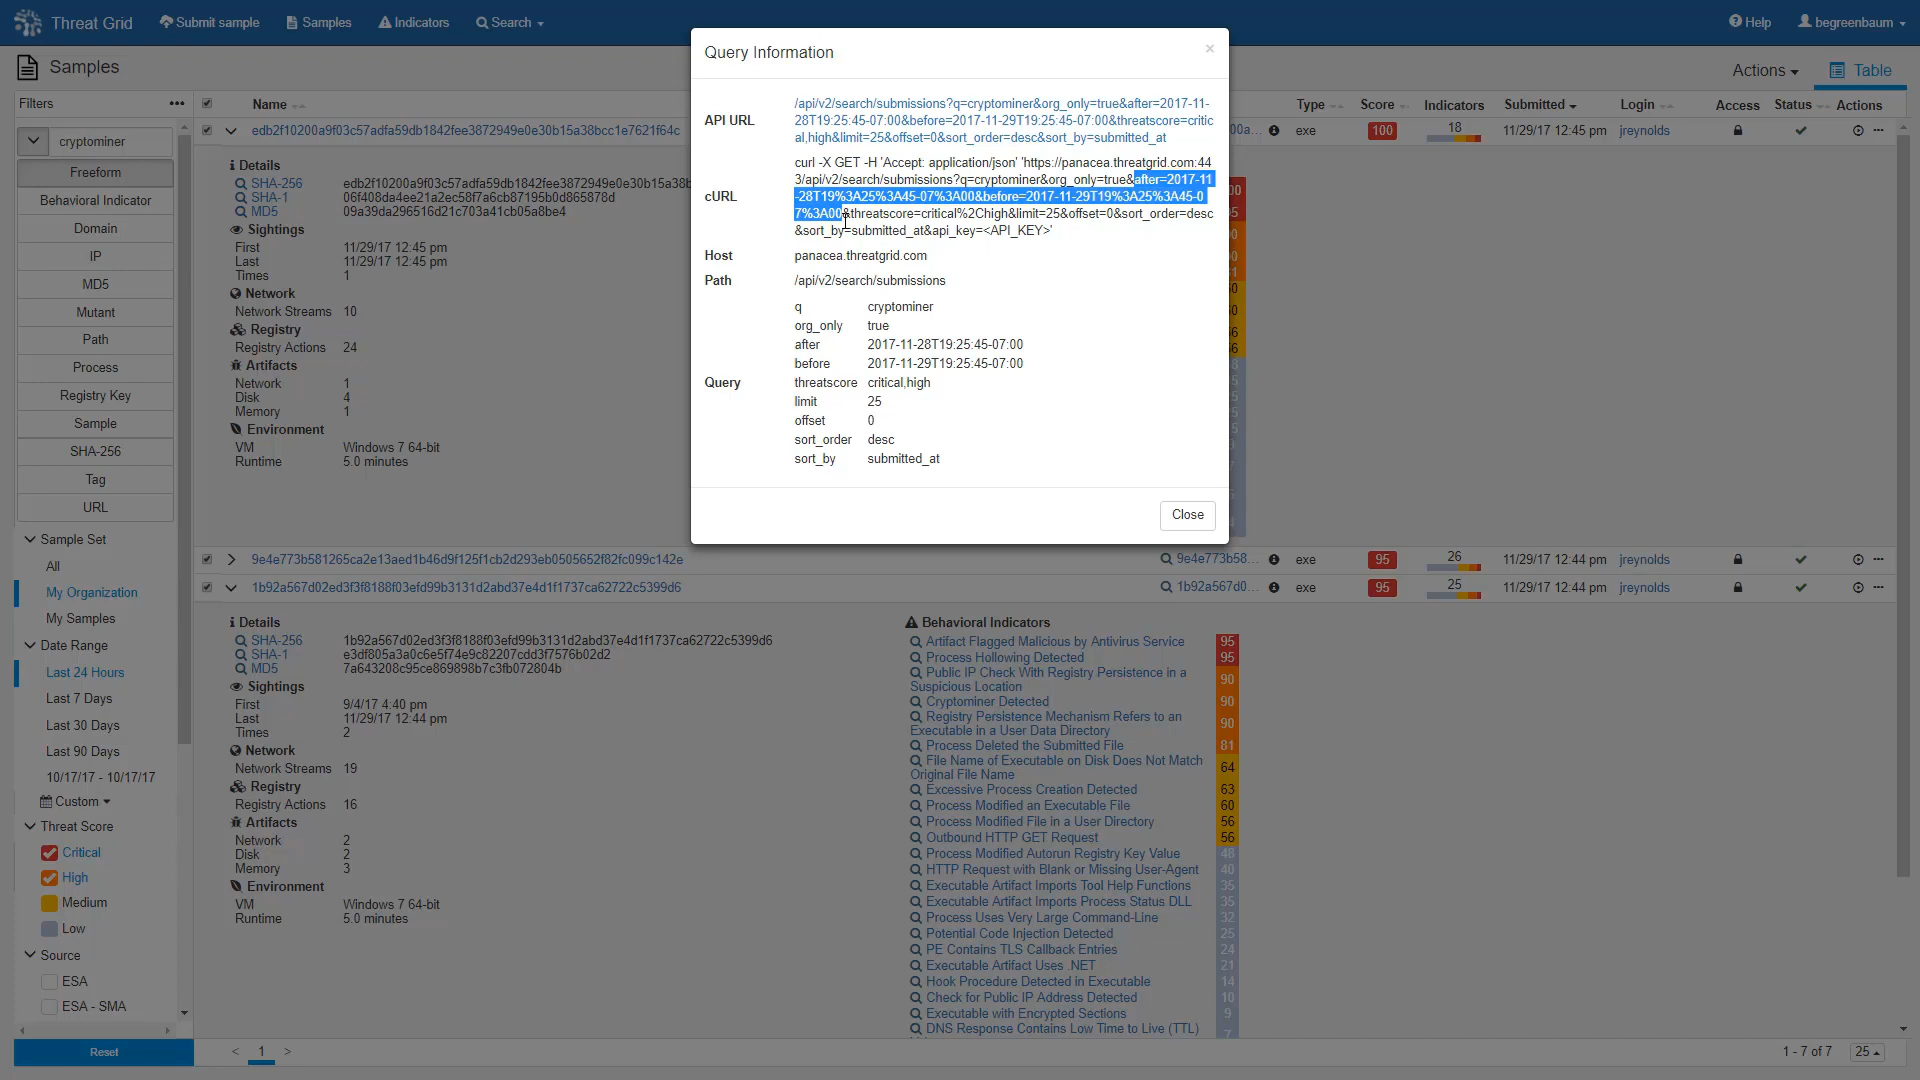 Threat Grid
Submit sample
Samples
Indicators
Search
Help
begreenbaum
Samples
Actions
Table
Filters
cryptominer
Freeform
Behavioral Indicator
Domain
IP
MD5
Mutant
Path
Process
Registry Key
Sample
SHA-256
Tag
URL
Sample Set
All
My Organization
My Samples
Date Range
Last 24 Hours
Last 7 Days
Last 30 Days
Last 90 Days
10/17/17 - 10/17/17
Custom
Threat Score
Critical
High
Medium
Low
Source
ESA
ESA - SMA
Reset
Name
Type Score Indicators Submitted Login Access Status Actions
edb2f10200a9f03c57adfa59db1842fee3872949e0e30b15a38bcc1e7621f64c exe 100 18 11/29/17 12:45 pm jreynolds
Details
SHA-256 edb2f10200a9f03c57adfa59db1842fee3872949e0e30b15a38b
SHA-1 06f408da4ee21a2ec58f7a6cb87195b0d865878d
MD5 09a39da296516d21c703a41cb05a8be4
Sightings
First 11/29/17 12:45 pm
Last 11/29/17 12:45 pm
Times 1
Network
Network Streams 10
Registry
Registry Actions 24
Artifacts
Network 1
Disk 4
Memory 1
Environment
VM Windows 7 64-bit
Runtime 5.0 minutes
Query Information
×
API URL
/api/v2/search/submissions?q=cryptominer&org_only=true&after=2017-11-
28T19:25:45-07:00&before=2017-11-29T19:25:45-07:00&threatscore=criti
cal,high&limit=25&offset=0&sort_order=desc&sort_by=submitted_at
cURL
curl -X GET -H 'Accept: application/json' 'https://panacea.threatgrid.com:44
3/api/v2/search/submissions?q=cryptominer&org_only=true&after=2017-11
-28T19%3A25%3A45-07%3A00&before=2017-11-29T19%3A25%3A45-0
7%3A00&threatscore=critical%2Chigh&limit=25&offset=0&sort_order=desc
&sort_by=submitted_at&api_key=<API_KEY>'
Host panacea.threatgrid.com
Path /api/v2/search/submissions
Query
q cryptominer
org_only true
after 2017-11-28T19:25:45-07:00
before 2017-11-29T19:25:45-07:00
threatscore critical,high
limit 25
offset 0
sort_order desc
sort_by submitted_at
Close
9e4e773b581265ca2e13aed1b46d9f125f1cb2d293eb0505652f82fc099c142e 9e4e773b58... exe 95 26 11/29/17 12:44 pm jreynolds
1b92a567d02ed3f3f8188f03efd99b3131d2abd37e4d1f1737ca62722c5399d6 1b92a567d0... exe 95 25 11/29/17 12:44 pm jreynolds
Details
SHA-256 1b92a567d02ed3f3f8188f03efd99b3131d2abd37e4d1f1737ca62722c5399d6
SHA-1 e3df805a3a0c6e5f74e9c82207cdd3f7576b02d2
MD5 7a643208c95ce869898b7c3fb072804b
Sightings
First 9/4/17 4:40 pm
Last 11/29/17 12:44 pm
Times 2
Network
Network Streams 19
Registry
Registry Actions 16
Artifacts
Network 2
Disk 2
Memory 3
Environment
VM Windows 7 64-bit
Runtime 5.0 minutes
Behavioral Indicators
Artifact Flagged Malicious by Antivirus Service 95
Process Hollowing Detected 95
Public IP Check With Registry Persistence in a
Suspicious Location 90
Cryptominer Detected 90
Registry Persistence Mechanism Refers to an
Executable in a User Data Directory 90
Process Deleted the Submitted File 81
File Name of Executable on Disk Does Not Match
Original File Name 64
Excessive Process Creation Detected 63
Process Modified an Executable File 60
Process Modified File in a User Directory 56
Outbound HTTP GET Request 56
Process Modified Autorun Registry Key Value 48
HTTP Request with Blank or Missing User-Agent 40
Executable Artifact Imports Tool Help Functions 35
Executable Artifact Imports Process Status DLL 35
Process Uses Very Large Command-Line 32
Potential Code Injection Detected 25
PE Contains TLS Callback Entries 24
Executable Artifact Uses .NET 21
Hook Procedure Detected in Executable 14
Check for Public IP Address Detected 10
Executable with Encrypted Sections 9
DNS Response Contains Low Time to Live (TTL) 7
< 1 >
1 - 7 of 7
25